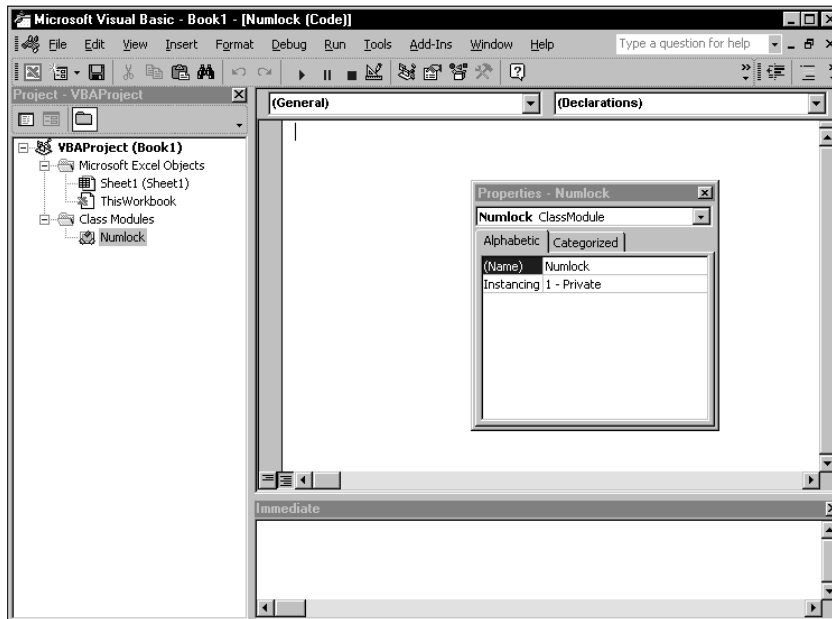 Microsoft Visual Basic - Book1 - [Numlock (Code)]
File Edit View Insert Format Debug Run Tools Add-Ins Window Help Type a question for help
Project - VBAProject
(General) (Declarations)
VBAProject (Book1)
Microsoft Excel Objects
Sheet1 (Sheet1)
ThisWorkbook
Class Modules
Numlock
Properties - Numlock
Numlock ClassModule
Alphabetic Categorized
(Name) Numlock
Instancing 1 - Private
Immediate